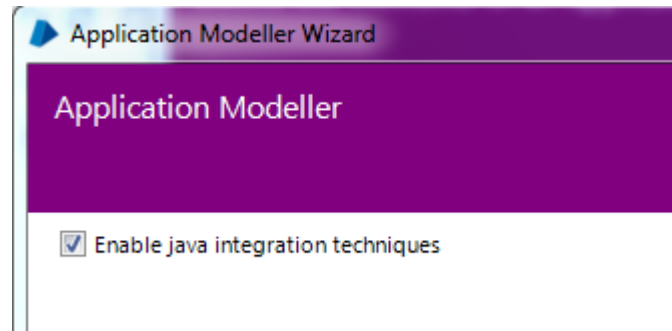 Application Modeller Wizard
Application Modeller
Enable java integration techniques